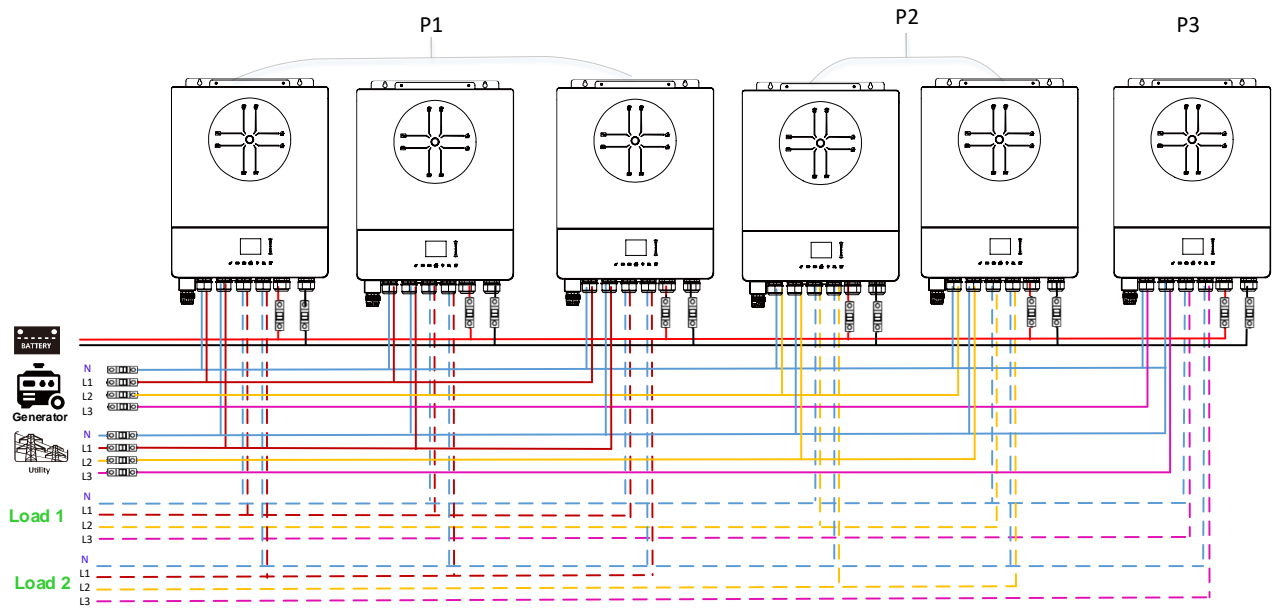 P1
P2
P3
BATTERY
N
L1
L2
L3
Generator
N
L1
L2
L3
Utility
N
L1
L2
L3
Load 1
N
L1
L2
L3
Load 2